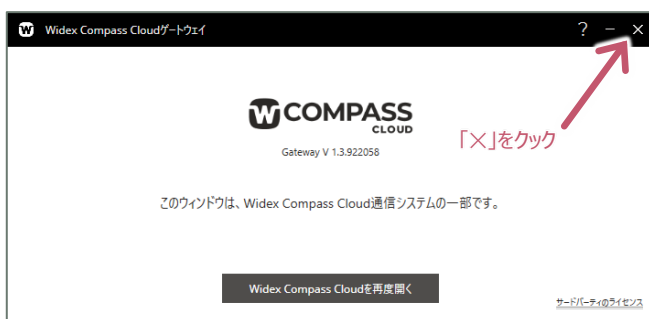 Widex Compass Cloudゲートウェイ ? − ×
W COMPASS
CLOUD
Gateway V 1.3.922058
「×」をクック
このウィンドウは、Widex Compass Cloud通信システムの一部です。
Widex Compass Cloudを再度開く
サードパーティのライセンス